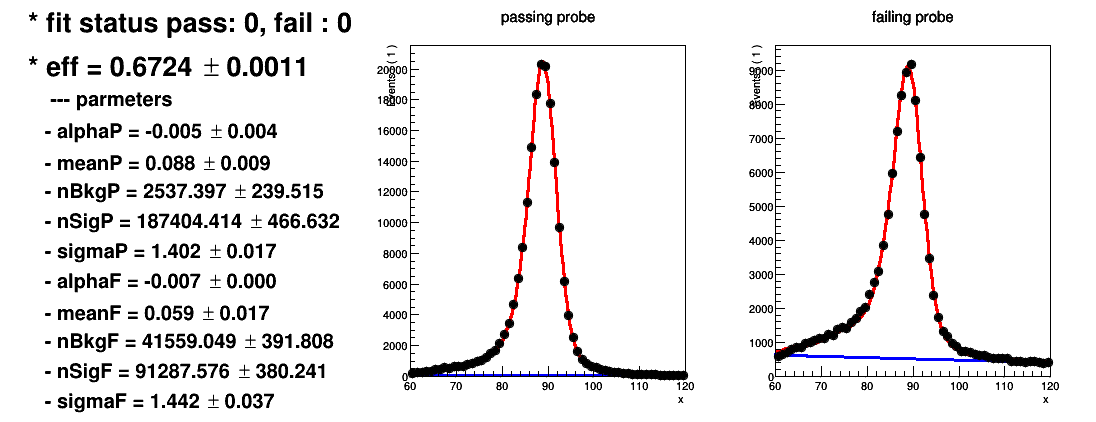 * fit status pass: 0, fail : 0
* eff = 0.6724 ± 0.0011
--- parmeters
- alphaP = -0.005 ± 0.004
- meanP = 0.088 ± 0.009
- nBkgP = 2537.397 ± 239.515
- nSigP = 187404.414 ± 466.632
- sigmaP = 1.402 ± 0.017
- alphaF = -0.007 ± 0.000
- meanF = 0.059 ± 0.017
- nBkgF = 41559.049 ± 391.808
- nSigF = 91287.576 ± 380.241
- sigmaF = 1.442 ± 0.037
passing probe
Events / ( 1 )
20000
18000
16000
14000
12000
10000
8000
6000
4000
2000
0
60 70 80 90 100 110 120
x
failing probe
Events / ( 1 )
9000
8000
7000
6000
5000
4000
3000
2000
1000
0
60 70 80 90 100 110 120
x